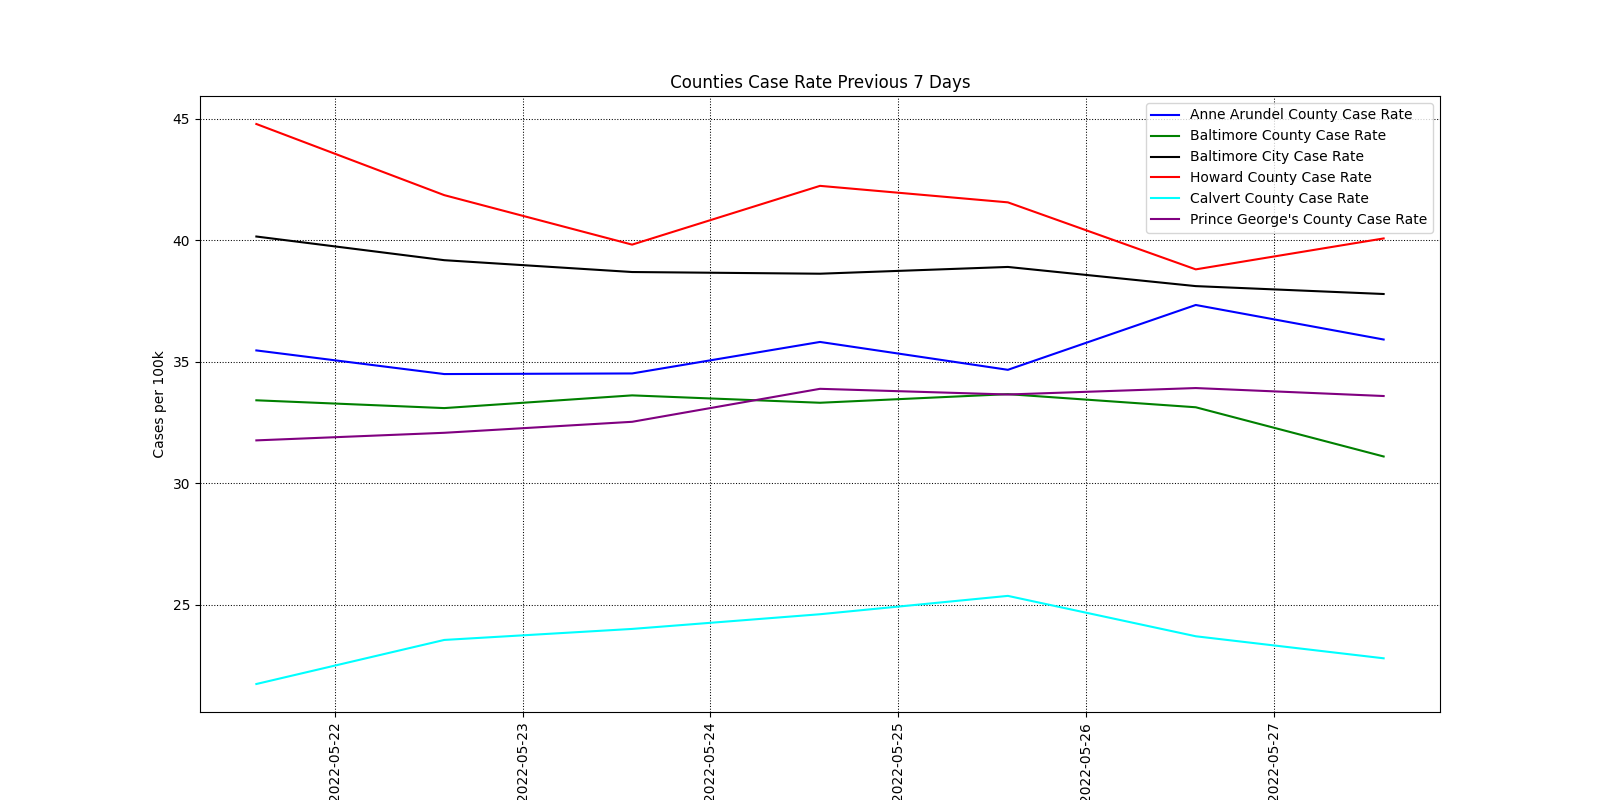 Counties Case Rate Previous 7 Days
Anne Arundel County Case Rate
Baltimore County Case Rate
Baltimore City Case Rate
Howard County Case Rate
Calvert County Case Rate
Prince George's County Case Rate
Cases per 100k
45
40
35
30
25
2022-05-22
2022-05-23
2022-05-24
2022-05-25
2022-05-26
2022-05-27